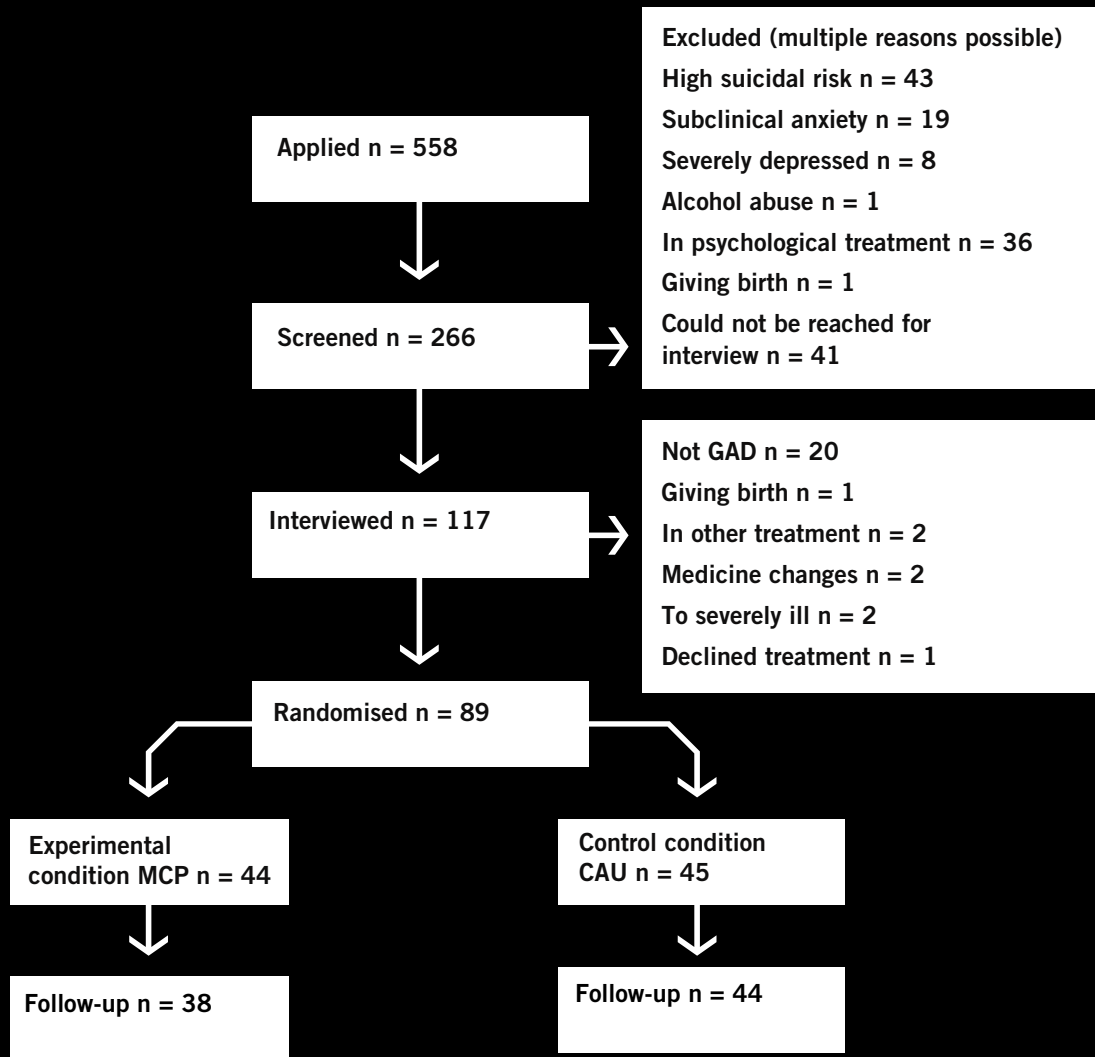 Applied n = 558
Excluded (multiple reasons possible)
High suicidal risk n = 43
Subclinical anxiety n = 19
Severely depressed n = 8
Alcohol abuse n = 1
In psychological treatment n = 36
Giving birth n = 1
Could not be reached for
interview n = 41
Screened n = 266
Not GAD n = 20
Giving birth n = 1
In other treatment n = 2
Medicine changes n = 2
To severely ill n = 2
Declined treatment n = 1
Interviewed n = 117
Randomised n = 89
Experimental
condition MCP n = 44
Control condition
CAU n = 45
Follow-up n = 38
Follow-up n = 44